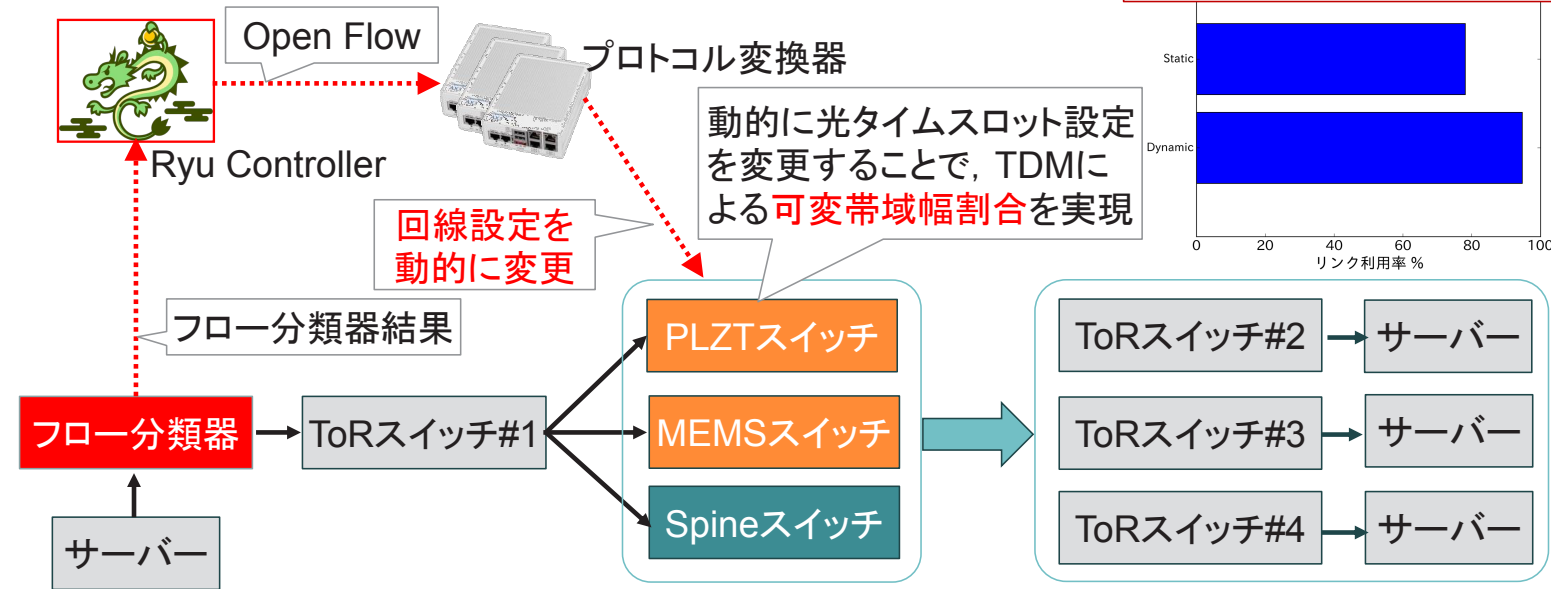 Open Flow
プロトコル変換器
Ryu Controller
動的に光タイムスロット設定
を変更することで，TDMに
よる可変帯域幅割合を実現
回線設定を
動的に変更
フロー分類器結果
Static
Dynamic
0 20 40 60 80 100
リンク利用率 %
フロー分類器
サーバー
ToRスイッチ#1
PLZTスイッチ
MEMSスイッチ
Spineスイッチ
ToRスイッチ#2
サーバー
ToRスイッチ#3
サーバー
ToRスイッチ#4
サーバー